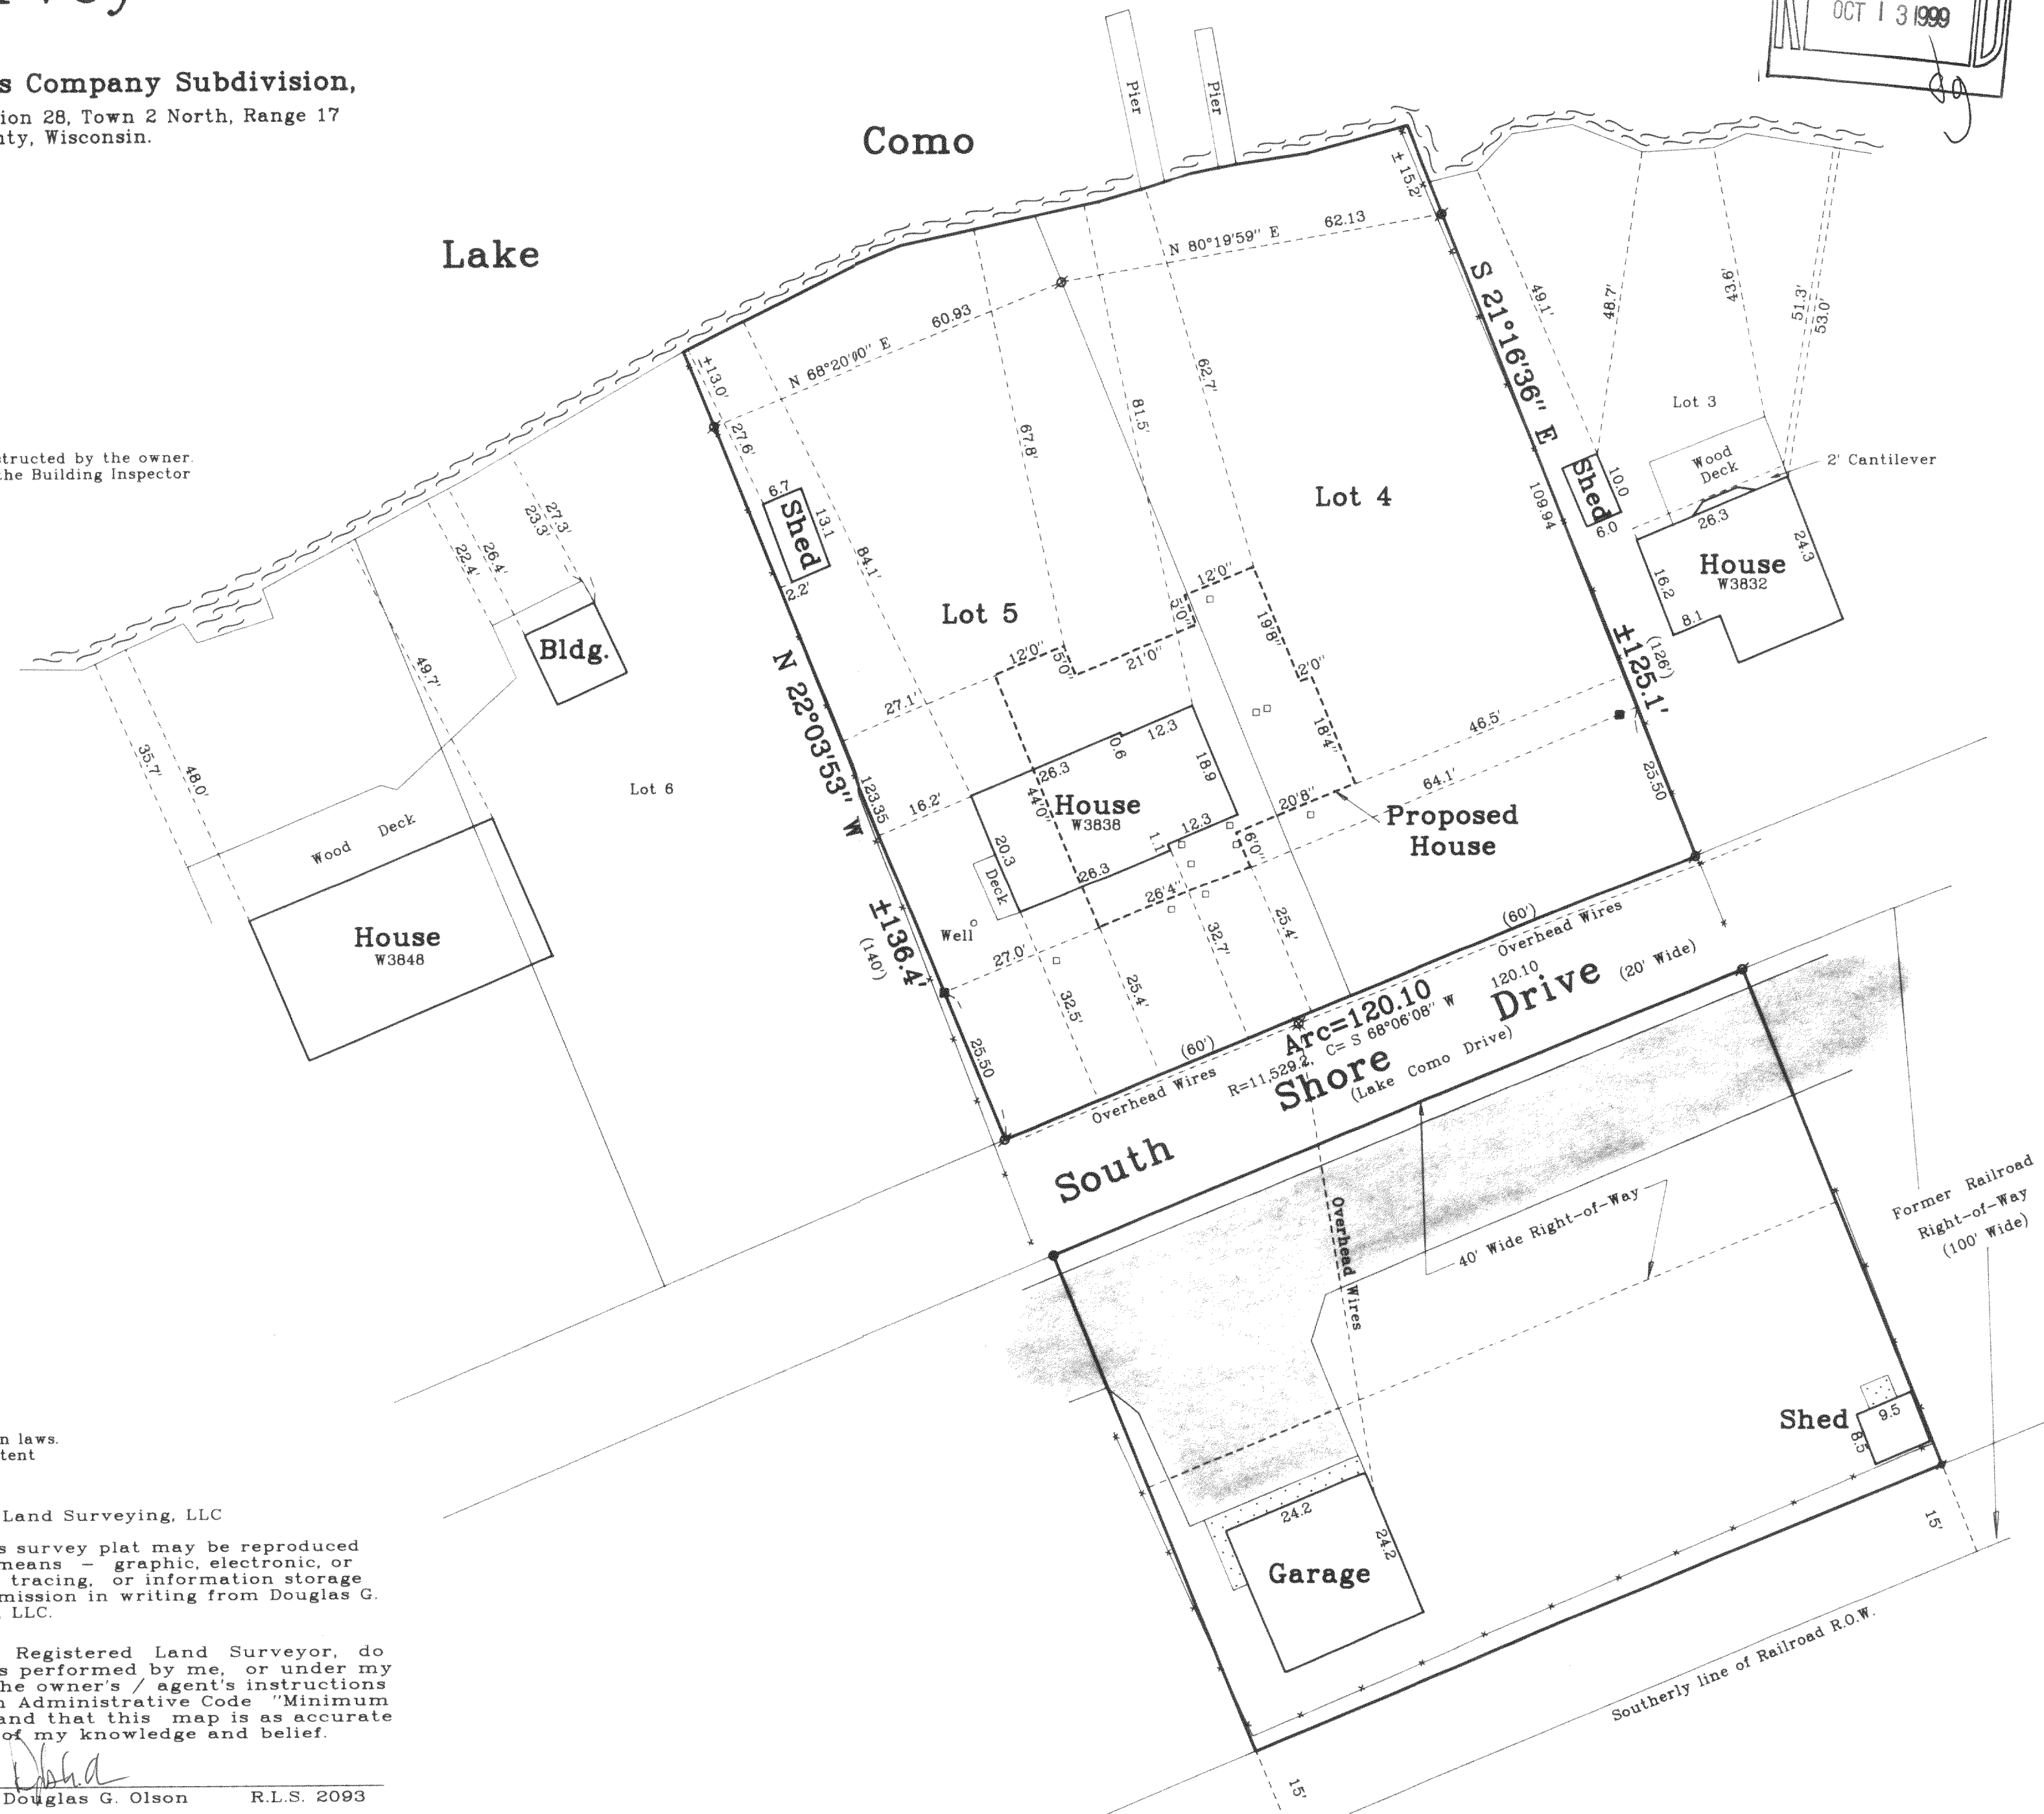 s Company Subdivision,
ion 28, Town 2 North, Range 17
nty, Wisconsin.
OCT 13 1999
Como
Lake
Pier
Pier
± 15.2'
N 80°19'59" E
62.13
60.93
N 68°20'00" E
±13.0'
27.6'
S 21°16'36" E
49.1'
48.7'
43.6'
51.3'
53.0'
Lot 3
Wood
Deck
2' Cantilever
Shed
10.0
6.0
26.3
24.3
House
W3832
16.2
8.1
tructed by the owner.
the Building Inspector
62.7'
81.5'
67.8'
84.1'
Lot 4
109.94
6.7
Shed
13.1
2.2'
27.3'
23.3'
26.4'
22.4'
Bldg.
Lot 5
12'0"
5'0"
19'8"
2'0"
18'4"
12'0"
5'0"
21'0"
27.1'
±125.1'
(126')
46.5'
64.1'
25.50
49.7'
35.7'
48.0'
Lot 6
N 22°03'53" W
123.35
16.2'
26.3
0.6
12.3
18.9
44'0"
House
W3838
20.3
Deck
26.3
1.1
12.3
20'8"
6'0"
26'4"
Proposed
House
Wood Deck
House
W3848
±136.4'
(140')
Well
27.0'
32.5'
25.4'
32.7'
25.4'
25.50
(60')
(60')
Overhead Wires
Overhead Wires
Arc=120.10
120.10
R=11,529.2, C= S 68°06'08" W
South Shore Drive
(20' Wide)
(Lake Como Drive)
Overhead Wires
40' Wide Right-of-Way
Former Railroad
Right-of-Way
(100' Wide)
Shed
9.5
8.5
24.2
24.2
Garage
15'
15'
Southerly line of Railroad R.O.W.
n laws.
tent
Land Surveying, LLC
s survey plat may be reproduced
means – graphic, electronic, or
tracing, or information storage
mission in writing from Douglas G.
, LLC.
Registered Land Surveyor, do
s performed by me, or under my
he owner's / agent's instructions
n Administrative Code "Minimum
and that this map is as accurate
of my knowledge and belief.
Douglas G. Olson R.L.S. 2093